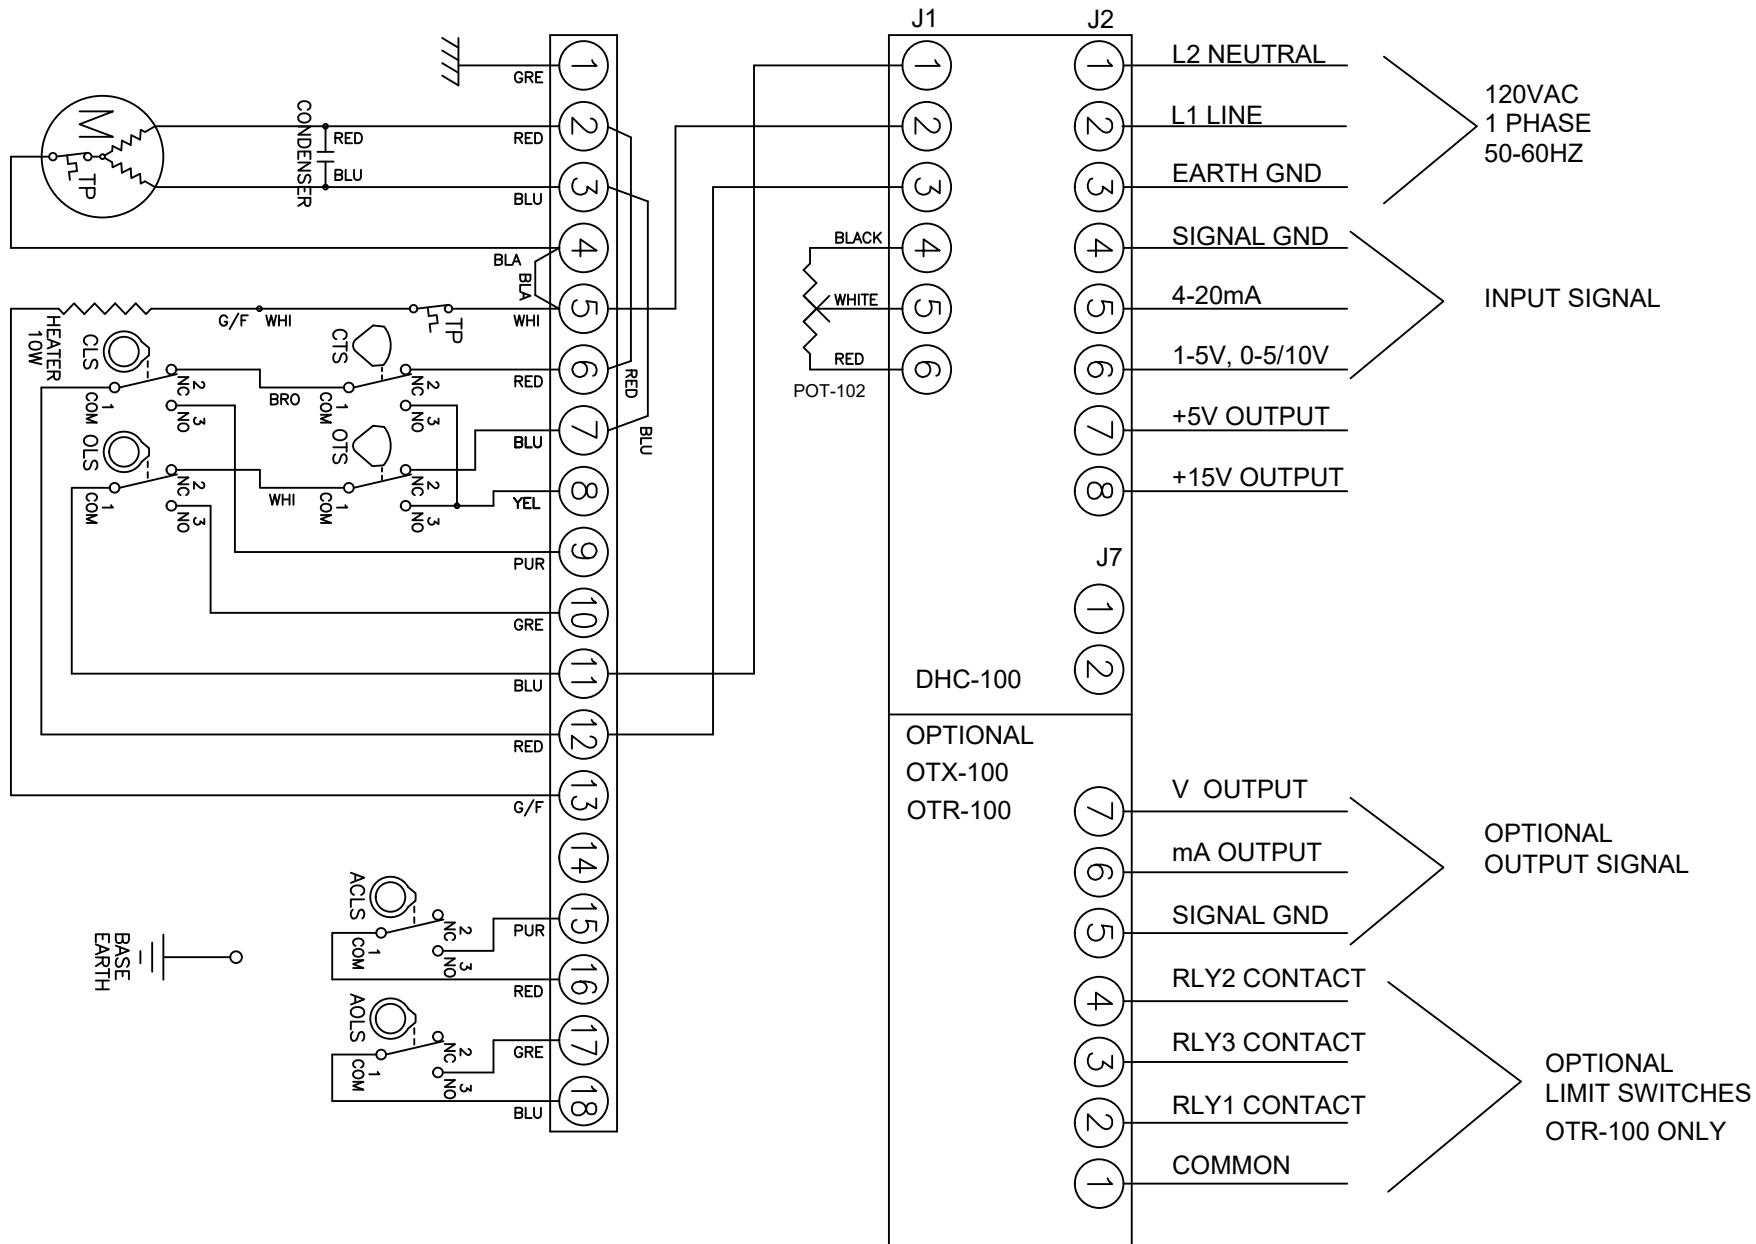 J1
J2
1
GRE
2
RED
3
BLU
4
BLA
BLA
5
WHI
6
RED
7
BLU
8
YEL
9
PUR
10
GRE
11
BLU
12
RED
13
G/F
14
15
PUR
16
RED
17
GRE
18
BLU
RED
BLU
M
TP
CONDENSER
RED
BLU
HEATER
10W
G/F
WHI
TP
CLS
COM 1
NC 2
NO 3
BRO
CTS
COM 1
NC 2
NO 3
OLS
COM 1
NC 2
NO 3
WHI
OTS
COM 1
NC 2
NO 3
ACLS
COM 1
NC 2
NO 3
AOLS
COM 1
NC 2
NO 3
BASE
EARTH
1
2
3
BLACK
4
WHITE
5
RED
6
POT-102
1
L2 NEUTRAL
2
L1 LINE
3
EARTH GND
120VAC
1 PHASE
50-60HZ
4
SIGNAL GND
5
4-20mA
6
1-5V, 0-5/10V
INPUT SIGNAL
7
+5V OUTPUT
8
+15V OUTPUT
J7
1
2
DHC-100
OPTIONAL
OTX-100
OTR-100
7
V OUTPUT
6
mA OUTPUT
5
SIGNAL GND
OPTIONAL
OUTPUT SIGNAL
4
RLY2 CONTACT
3
RLY3 CONTACT
2
RLY1 CONTACT
1
COMMON
OPTIONAL
LIMIT SWITCHES
OTR-100 ONLY